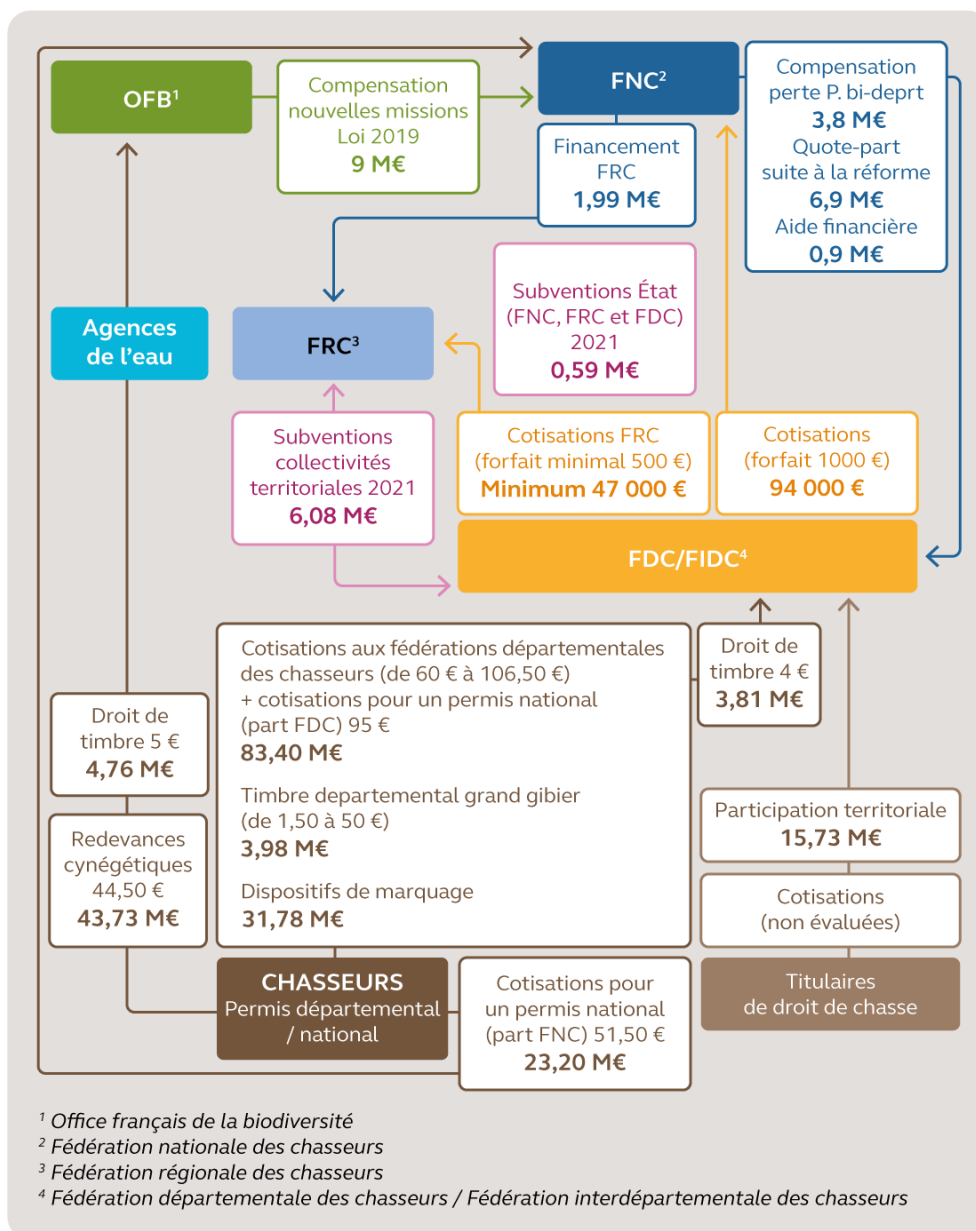 OFB¹
Compensation
nouvelles missions
Loi 2019
9 M€
FNC²
Compensation
perte P. bi-deprt
3,8 M€
Quote-part
suite à la réforme
6,9 M€
Aide financière
0,9 M€
Financement
FRC
1,99 M€
Agences
de l’eau
FRC³
Subventions État
(FNC, FRC et FDC)
2021
0,59 M€
Subventions
collectivités
territoriales 2021
6,08 M€
Cotisations FRC
(forfait minimal 500 €)
Minimum 47 000 €
Cotisations
(forfait 1000 €)
94 000 €
FDC/FIDC⁴
Cotisations aux fédérations départementales
des chasseurs (de 60 € à 106,50 €)
+ cotisations pour un permis national
(part FDC) 95 €
83,40 M€
Timbre departemental grand gibier
(de 1,50 à 50 €)
3,98 M€
Dispositifs de marquage
31,78 M€
Droit de
timbre 4 €
3,81 M€
Droit de
timbre 5 €
4,76 M€
Redevances
cynégétiques
44,50 €
43,73 M€
Participation territoriale
15,73 M€
Cotisations
(non évaluées)
CHASSEURS
Permis départemental
/ national
Cotisations pour
un permis national
(part FNC) 51,50 €
23,20 M€
Titulaires
de droit de chasse
¹ Office français de la biodiversité
² Fédération nationale des chasseurs
³ Fédération régionale des chasseurs
⁴ Fédération départementale des chasseurs / Fédération interdépartementale des chasseurs